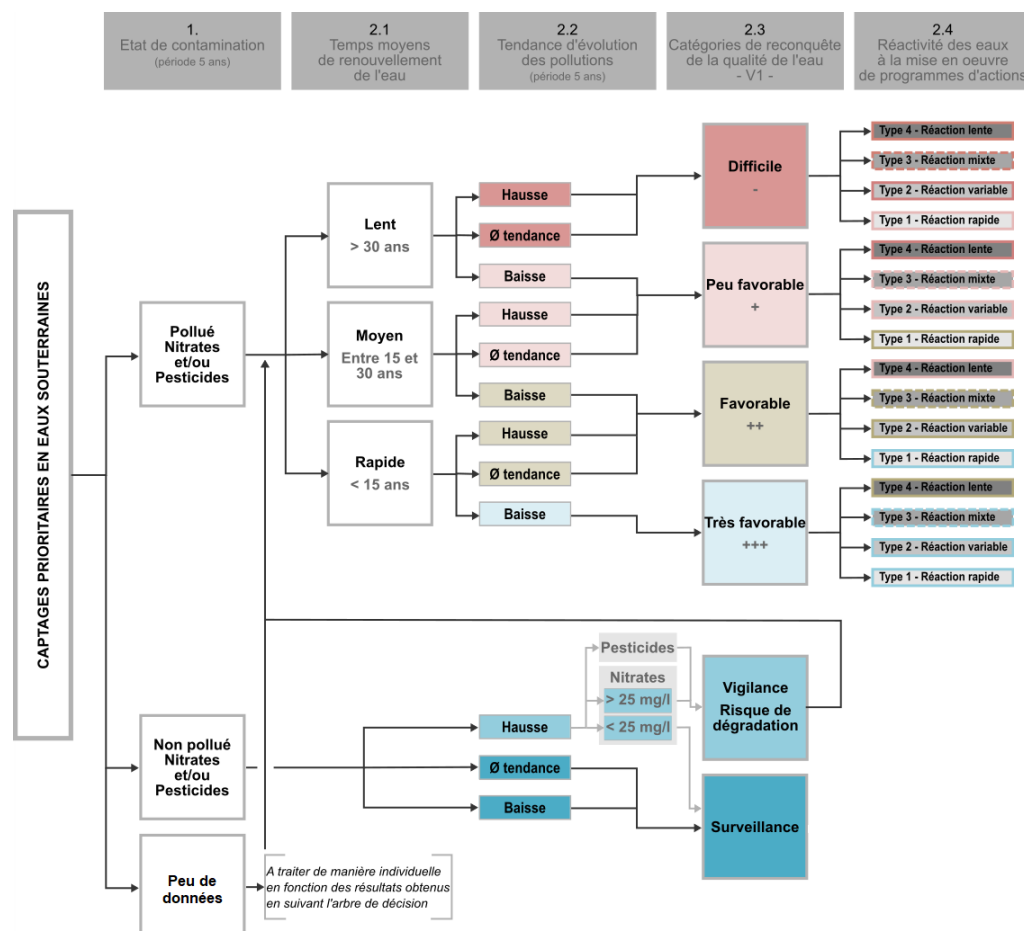 1.
Etat de contamination
(période 5 ans)
2.1
Temps moyens
de renouvellement
de l'eau
2.2
Tendance d'évolution
des pollutions
(période 5 ans)
2.3
Catégories de reconquête
de la qualité de l'eau
- V1 -
2.4
Réactivité des eaux
à la mise en oeuvre
de programmes d'actions
CAPTAGES PRIORITAIRES EN EAUX SOUTERRAINES
Pollué
Nitrates
et/ou
Pesticides
Lent
> 30 ans
Moyen
Entre 15 et
30 ans
Rapide
< 15 ans
Hausse
Ø tendance
Baisse
Hausse
Ø tendance
Baisse
Hausse
Ø tendance
Baisse
Difficile
-
Peu favorable
+
Favorable
++
Très favorable
+++
Type 4 - Réaction lente
Type 3 - Réaction mixte
Type 2 - Réaction variable
Type 1 - Réaction rapide
Type 4 - Réaction lente
Type 3 - Réaction mixte
Type 2 - Réaction variable
Type 1 - Réaction rapide
Type 4 - Réaction lente
Type 3 - Réaction mixte
Type 2 - Réaction variable
Type 1 - Réaction rapide
Type 4 - Réaction lente
Type 3 - Réaction mixte
Type 2 - Réaction variable
Type 1 - Réaction rapide
Non pollué
Nitrates
et/ou
Pesticides
Hausse
Ø tendance
Baisse
Pesticides
Nitrates
> 25 mg/l
< 25 mg/l
Vigilance
Risque de
dégradation
Surveillance
Peu de
données
A traiter de manière individuelle
en fonction des résultats obtenus
en suivant l'arbre de décision